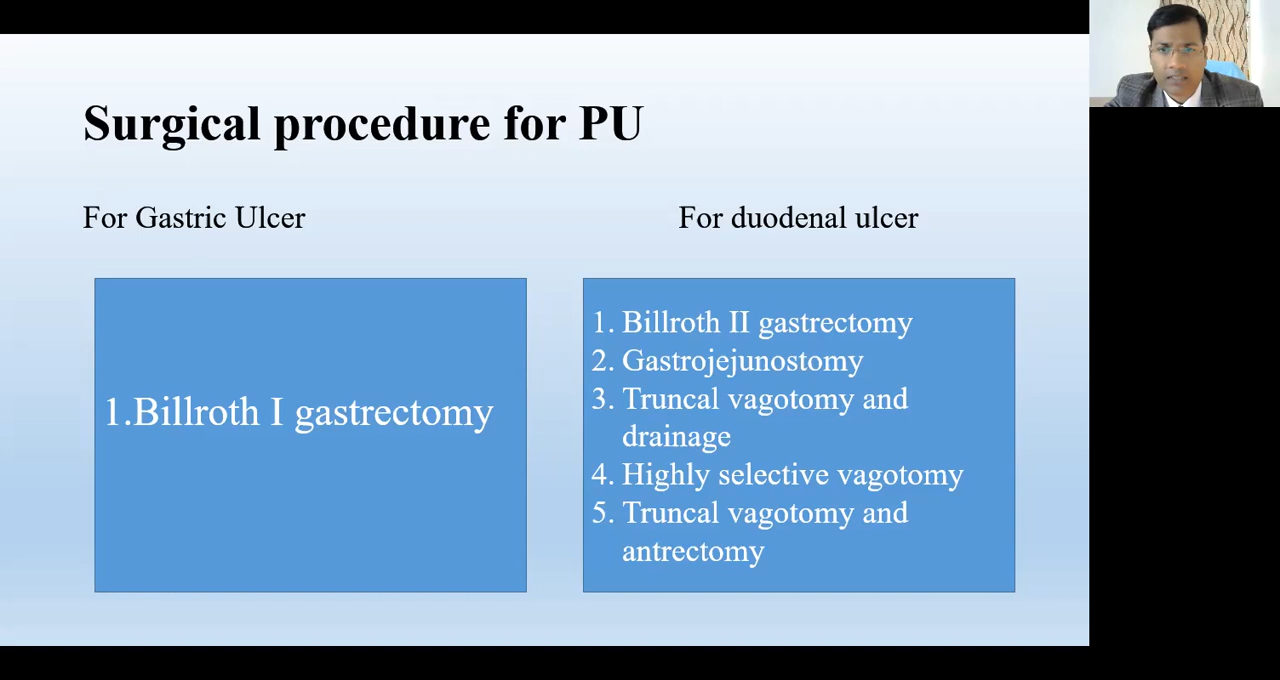 Surgical procedure for PU
For Gastric Ulcer
1.Billroth I gastrectomy
For duodenal ulcer
1. Billroth II gastrectomy
2. Gastrojejunostomy
3. Truncal vagotomy and
drainage
4. Highly selective vagotomy
5. Truncal vagotomy and
antrectomy